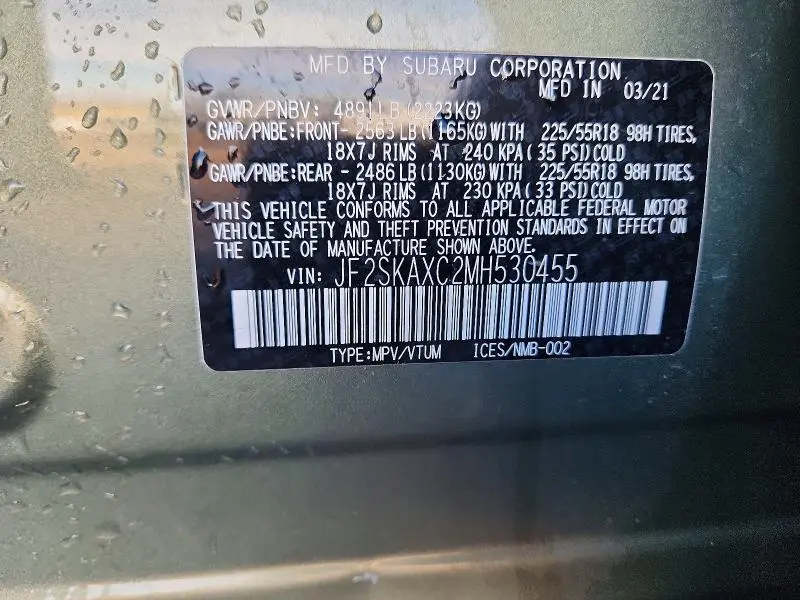 MFD BY SUBARU CORPORATION
MFD IN 03/21
GVWR/PNBV: 4891 LB (2223KG)
GAWR/PNBE:FRONT- 2563 LB (1165KG) WITH 225/55R18 98H TIRES,
18X7J RIMS AT 240 KPA (35 PSI) COLD
GAWR/PNBE:REAR - 2486 LB (1130KG) WITH 225/55R18 98H TIRES,
18X7J RIMS AT 230 KPA (33 PSI) COLD
THIS VEHICLE CONFORMS TO ALL APPLICABLE FEDERAL MOTOR
VEHICLE SAFETY AND THEFT PREVENTION STANDARDS IN EFFECT ON
THE DATE OF MANUFACTURE SHOWN ABOVE.
VIN: JF2SKAXC2MH530455
TYPE:MPV/VTUM ICES/NMB-002